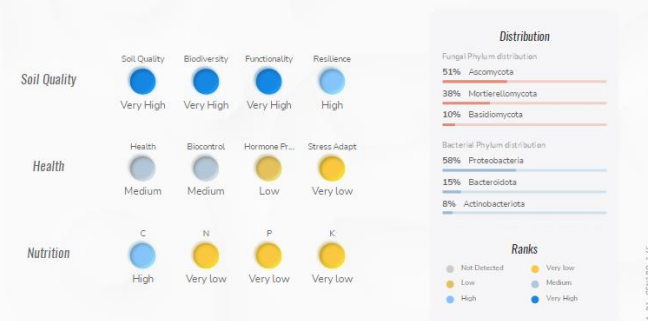 Distribution
Fungal Phylum distribution
51% Ascomycota
38% Mortierellomycota
10% Basidiomycota
Bacterial Phylum distribution
58% Proteobacteria
15% Bacteroidota
8% Actinobacteriota
Soil Quality
Soil Quality Biodiversity Functionality Resilience
Very High Very High Very High High
Health
Health Biocontrol Hormone Pr... Stress Adapt
Medium Medium Low Very low
Nutrition
C N P K
High Very low Very low Very low
Ranks
Not Detected Very low
Low Medium
High Very High